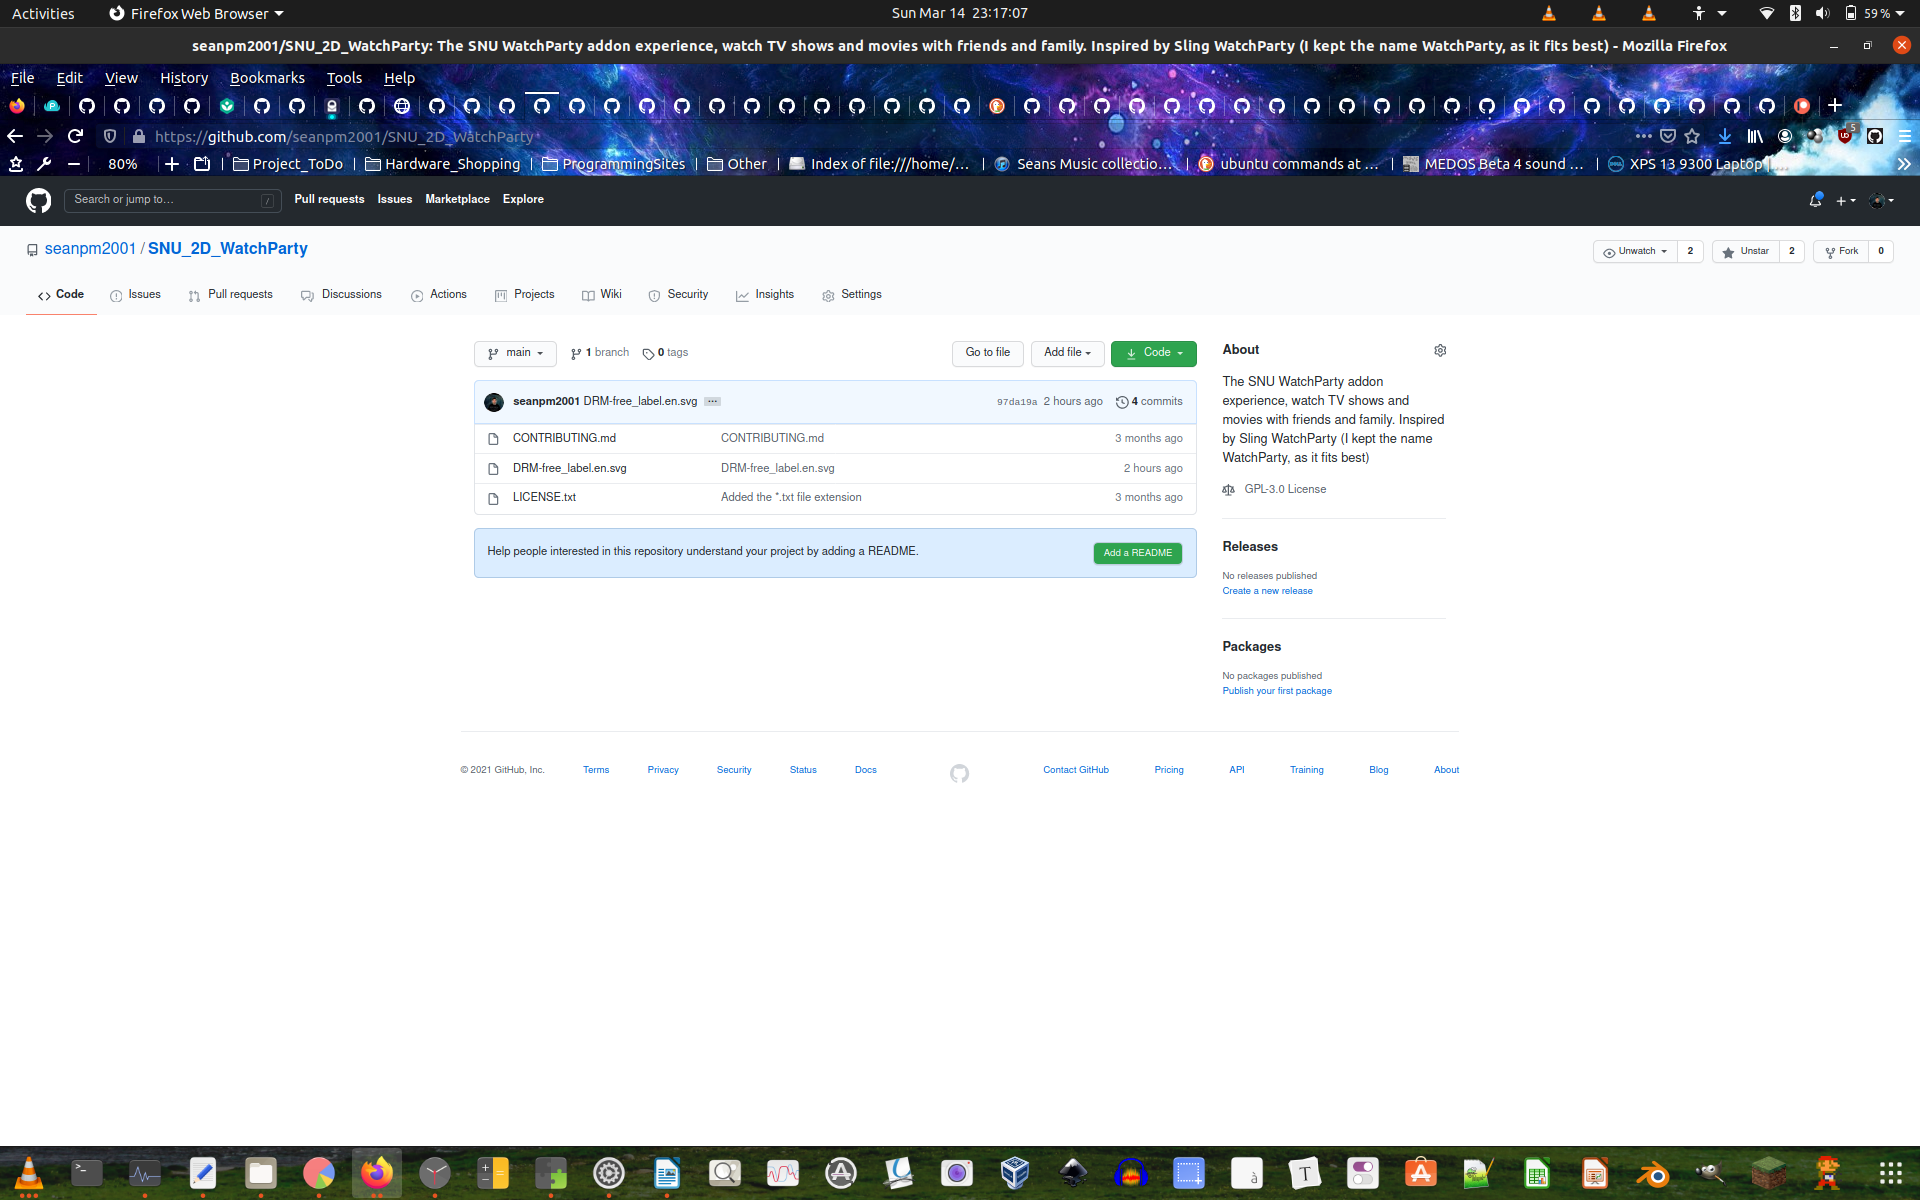 Activities
Firefox Web Browser
Sun Mar 14 23:17:07
59 %
seanpm2001/SNU_2D_WatchParty: The SNU WatchParty addon experience, watch TV shows and movies with friends and family. Inspired by Sling WatchParty (I kept the name WatchParty, as it fits best) - Mozilla Firefox
File Edit View History Bookmarks Tools Help
https://github.com/seanpm2001/SNU_2D_WatchParty
5
80%
Project_ToDo
Hardware_Shopping
ProgrammingSites
Other
Index of file:///home/...
Seans Music collectio...
ubuntu commands at ...
MEDOS Beta 4 sound ...
XPS 13 9300 Laptop
Search or jump to...
/
Pull requests
Issues
Marketplace
Explore
seanpm2001 / SNU_2D_WatchParty
Unwatch 2
Unstar 2
Fork 0
Code
Issues
Pull requests
Discussions
Actions
Projects
Wiki
Security
Insights
Settings
main
1 branch
0 tags
Go to file
Add file
Code
seanpm2001 DRM-free_label.en.svg
97da19a 2 hours ago
4 commits
CONTRIBUTING.md CONTRIBUTING.md 3 months ago
DRM-free_label.en.svg DRM-free_label.en.svg 2 hours ago
LICENSE.txt Added the *.txt file extension 3 months ago
Help people interested in this repository understand your project by adding a README.
Add a README
About
The SNU WatchParty addon
experience, watch TV shows and
movies with friends and family. Inspired
by Sling WatchParty (I kept the name
WatchParty, as it fits best)
GPL-3.0 License
Releases
No releases published
Create a new release
Packages
No packages published
Publish your first package
© 2021 GitHub, Inc.
Terms
Privacy
Security
Status
Docs
Contact GitHub
Pricing
API
Training
Blog
About